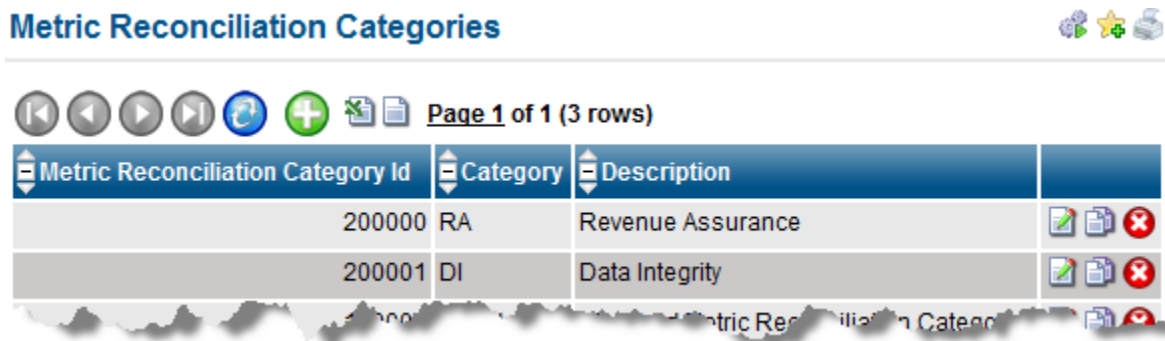 Metric Reconciliation Categories
Page 1 of 1 (3 rows)
Metric Reconciliation Category Id Category Description
200000 RA Revenue Assurance
200001 DI Data Integrity